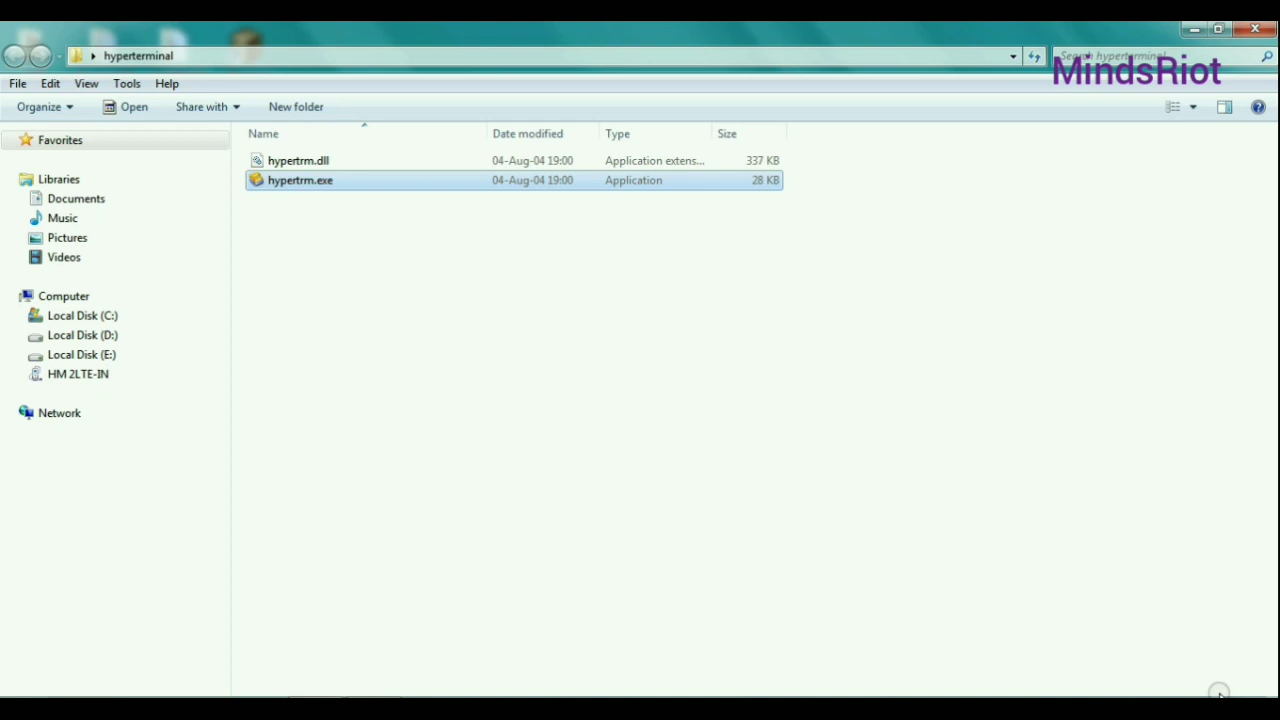 hyperterminal
Search hyperterminal
MindsRiot
File Edit View Tools Help
Organize Open Share with New folder
Name Date modified Type Size
Favorites
hypertrm.dll 04-Aug-04 19:00 Application extens... 337 KB
hypertrm.exe 04-Aug-04 19:00 Application 28 KB
Libraries
Documents
Music
Pictures
Videos
Computer
Local Disk (C:)
Local Disk (D:)
Local Disk (E:)
HM 2LTE-IN
Network